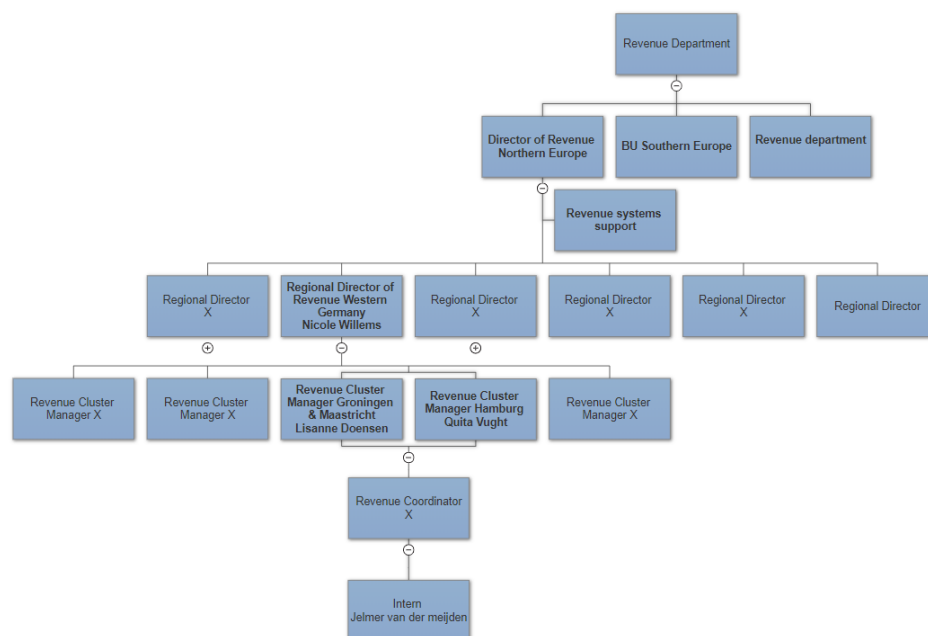 Revenue Department
Director of Revenue
Northern Europe
BU Southern Europe
Revenue department
Revenue systems
support
Regional Director
X
Regional Director of
Revenue Western
Germany
Nicole Willems
Regional Director
X
Regional Director
X
Regional Director
X
Regional Director
Revenue Cluster
Manager X
Revenue Cluster
Manager X
Revenue Cluster
Manager Groningen
& Maastricht
Lisanne Doensen
Revenue Cluster
Manager Hamburg
Quita Vught
Revenue Cluster
Manager X
Revenue Coordinator
X
Intern
Jelmer van der meijden